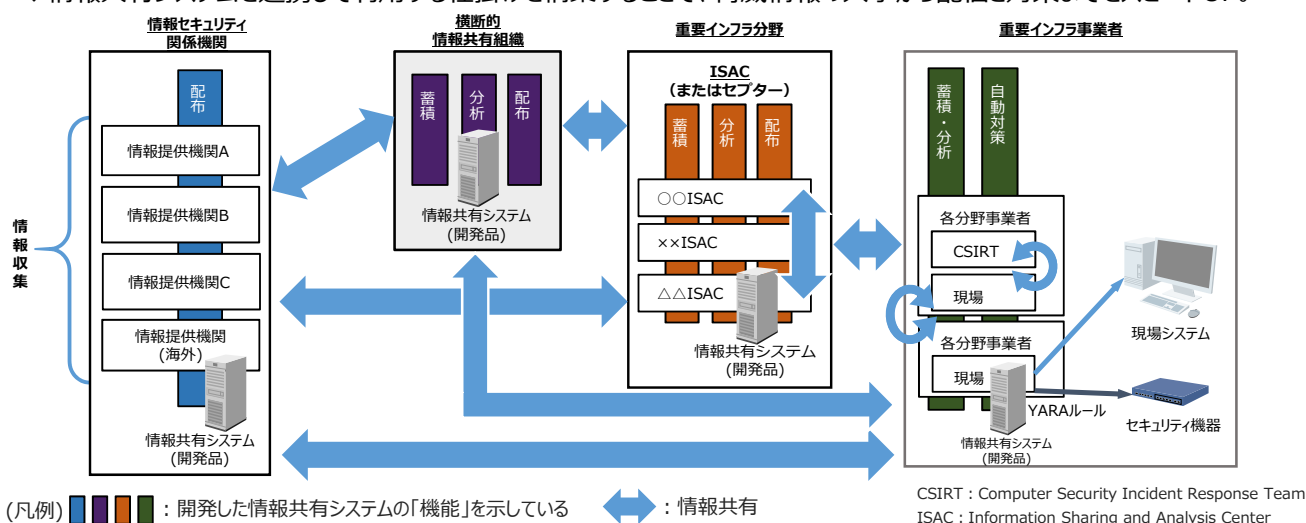 情報セキュリティ
関係機関
横断的
情報共有組織
重要インフラ分野
重要インフラ事業者
配布
情報提供機関A
情報提供機関B
情報提供機関C
情報提供機関
(海外)
情報共有システム
(開発品)
情報収集
蓄積
分析
配布
情報共有システム
(開発品)
ISAC
(またはセプター)
蓄積
分析
配布
○○ISAC
××ISAC
△△ISAC
情報共有システム
(開発品)
蓄積・分析
自動対策
各分野事業者
CSIRT
現場
各分野事業者
現場
YARAルール
情報共有システム
(開発品)
現場システム
セキュリティ機器
(凡例)
：開発した情報共有システムの「機能」を示している
：情報共有
CSIRT：Computer Security Incident Response Team
ISAC：Information Sharing and Analysis Center